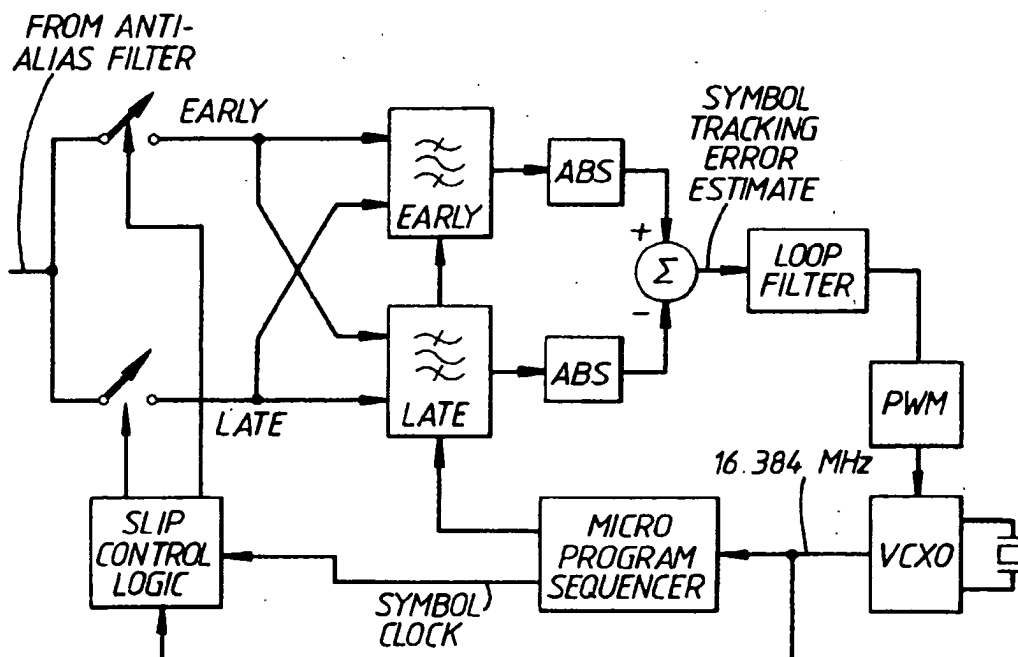 FROM ANTI-
ALIAS FILTER
EARLY
EARLY
ABS
SYMBOL
TRACKING
ERROR
ESTIMATE
+
Σ
-
LOOP
FILTER
LATE
LATE
ABS
PWM
16.384 MHz
SLIP
CONTROL
LOGIC
SYMBOL
CLOCK
MICRO
PROGRAM
SEQUENCER
VCXO